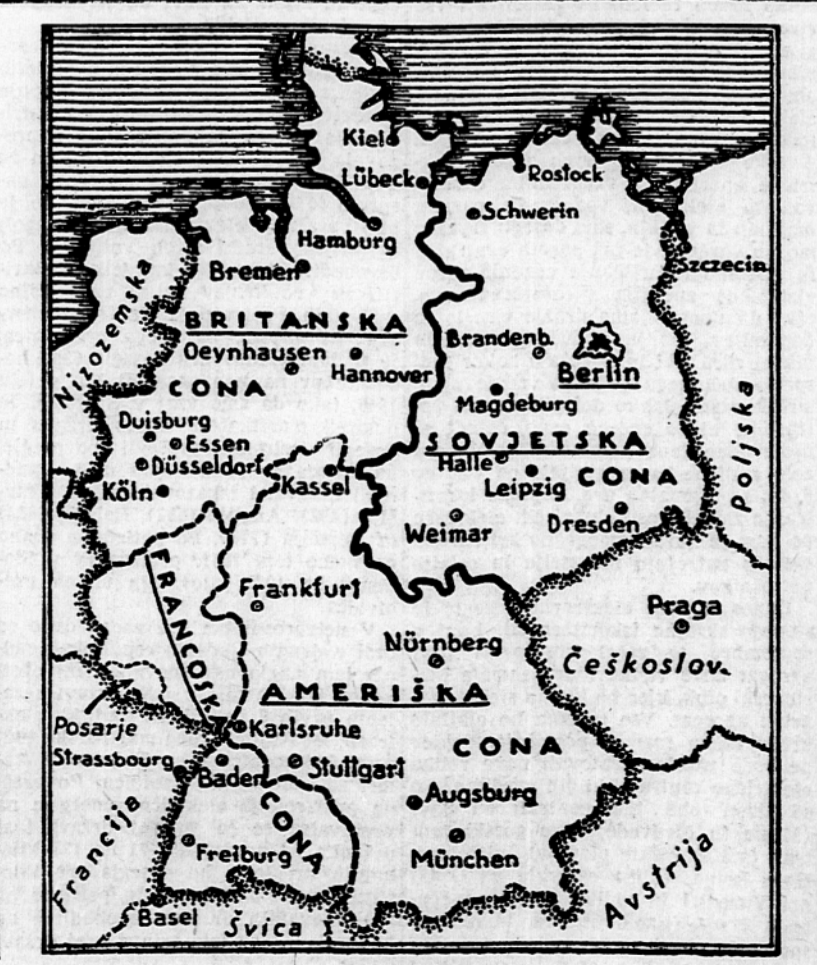 Kiel
Lübeck
Rostock
Schwerin
Hamburg
Bremen
Szczecin
Nizozemska
BRITANSKA
CONA
Oeynhausen
Hannover
Brandenb.
Berlin
Magdeburg
Duisburg
Essen
Düsseldorf
Köln
Kassel
SOVJETSKA
CONA
Halle
Leipzig
Weimar
Dresden
Poljska
FRANCOSK.
CONA
Frankfurt
Praga
Češkoslov.
Nürnberg
AMERIŠKA
CONA
Posarje
Strassbourg
Karlsruhe
Baden
Stuttgart
Augsburg
München
Freiburg
Francija
Basel
Švica
Avstrija